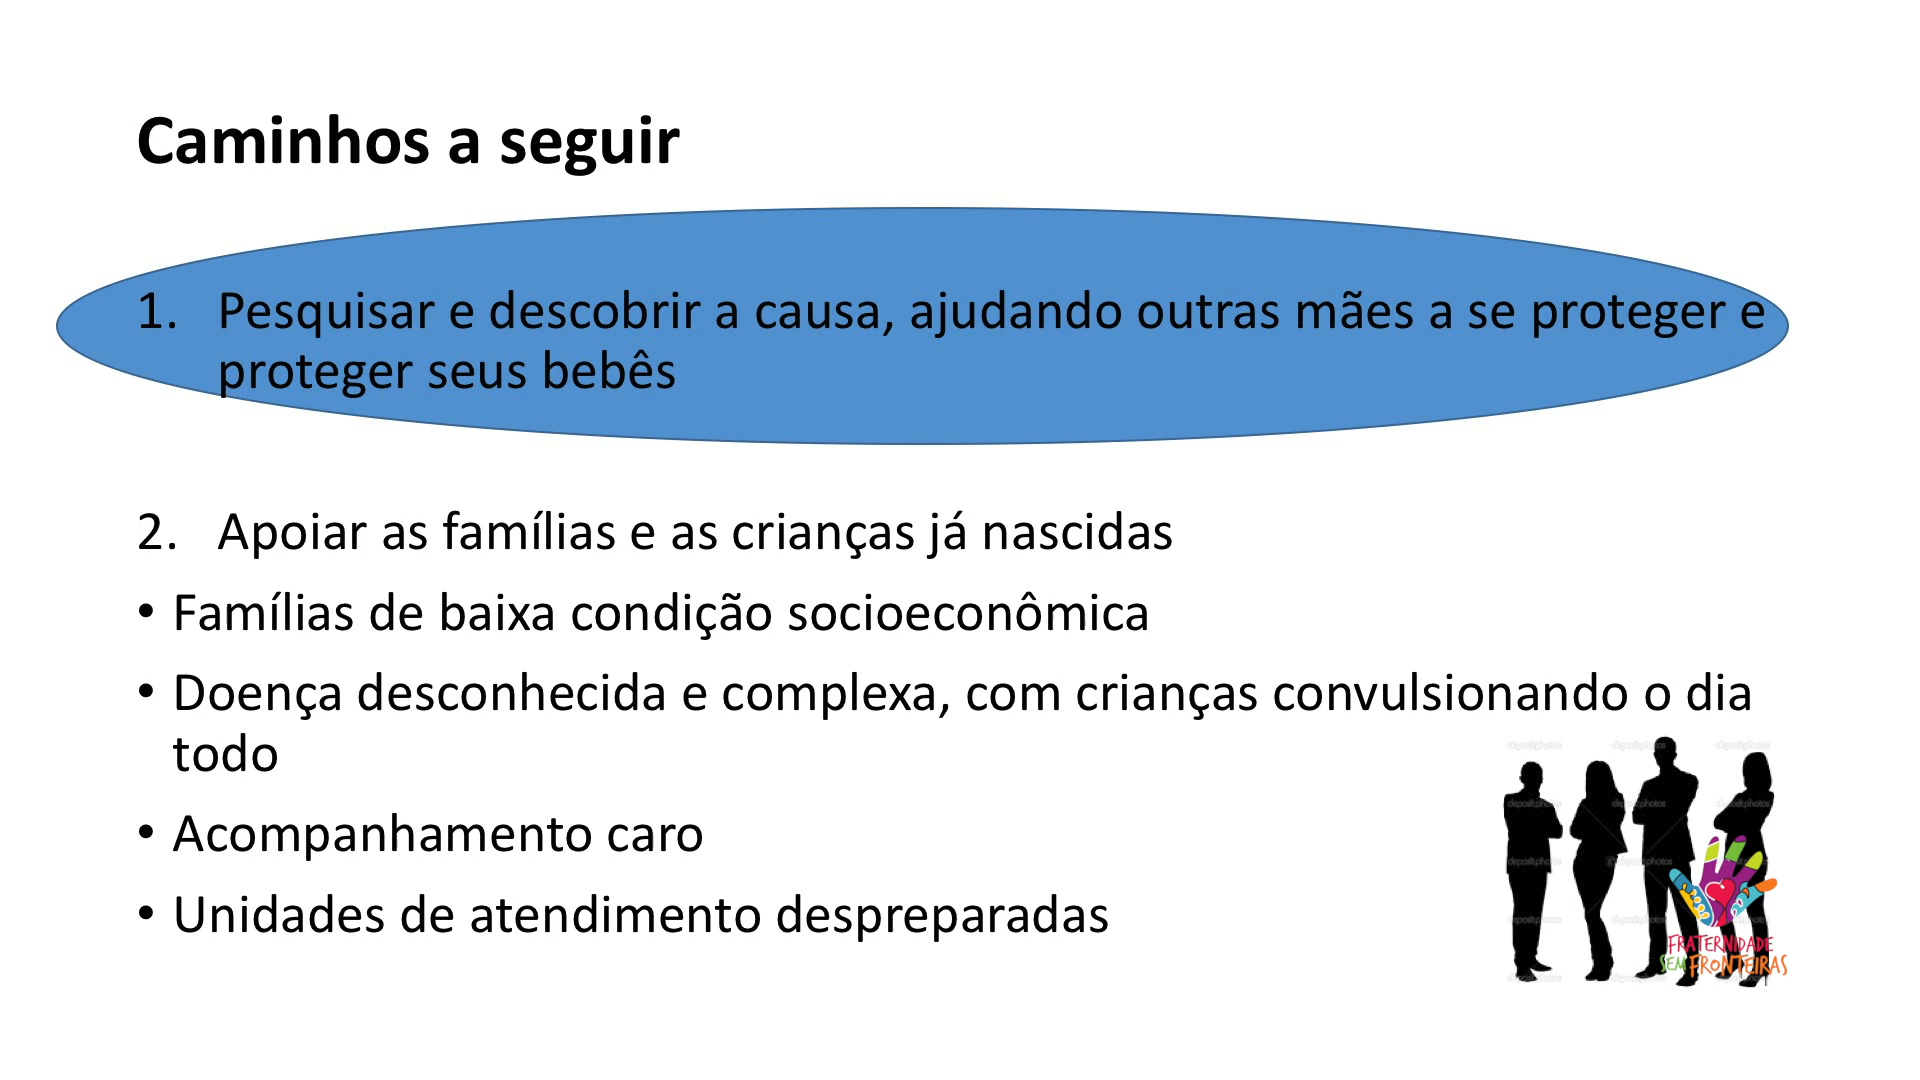 Caminhos a seguir
1. Pesquisar e descobrir a causa, ajudando outras mães a se proteger e
proteger seus bebês
2. Apoiar as famílias e as crianças já nascidas
• Famílias de baixa condição socioeconômica
• Doença desconhecida e complexa, com crianças convulsionando o dia
todo
• Acompanhamento caro
• Unidades de atendimento despreparadas
depositphotos
FRATERNIDADE
SEM FRONTEIRAS